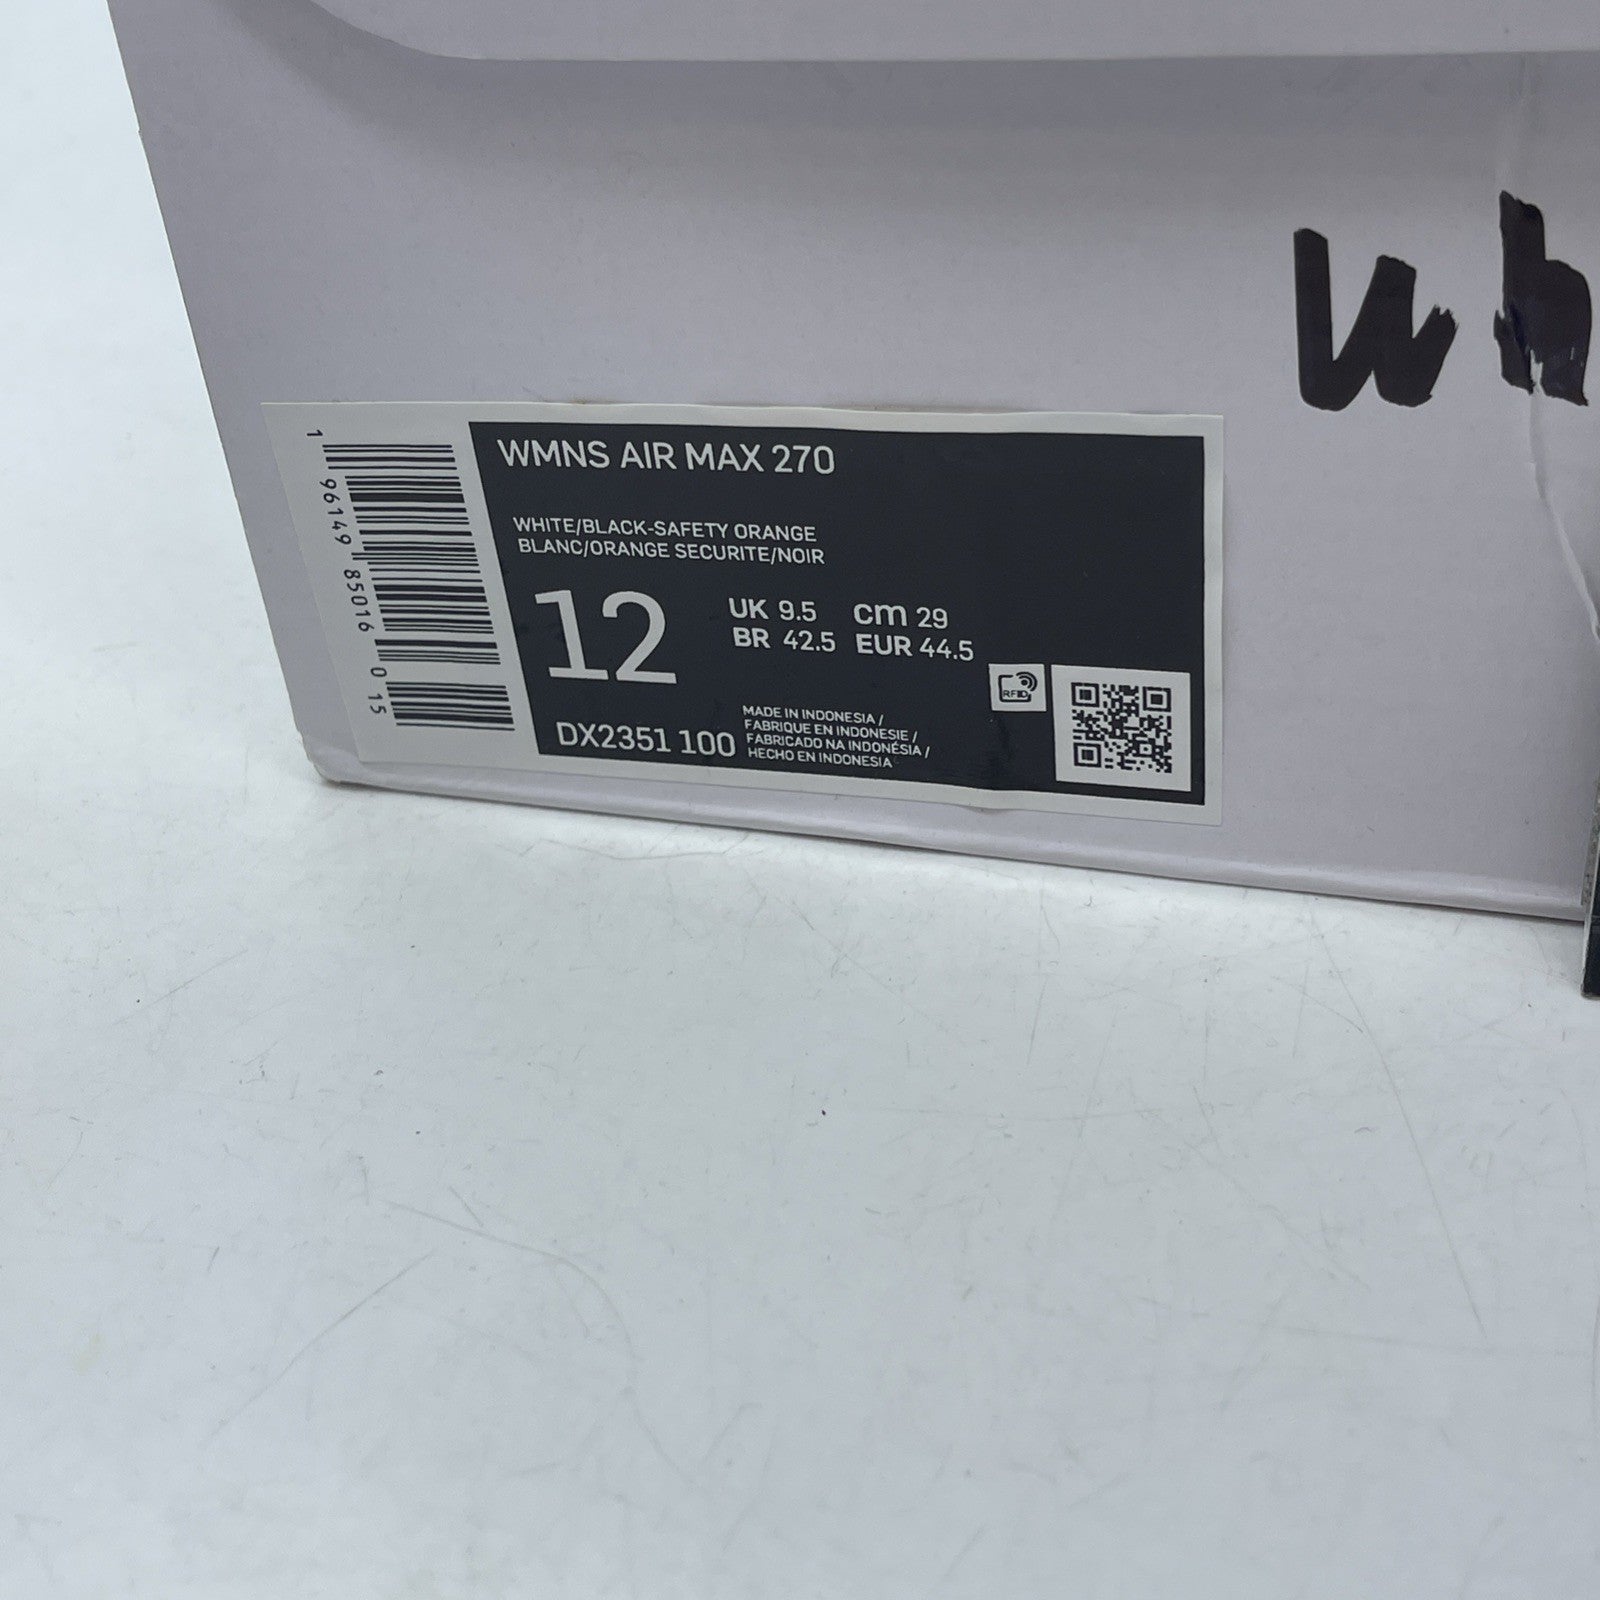 Wh
WMNS AIR MAX 270
WHITE/BLACK-SAFETY ORANGE
BLANC/ORANGE SECURITE/NOIR
12
UK 9.5 cm 29
BR 42.5 EUR 44.5
RFID
DX2351 100
MADE IN INDONESIA /
FABRIQUE EN INDONESIE /
FABRICADO NA INDONÉSIA /
HECHO EN INDONESIA
1 96149 85016 0 15